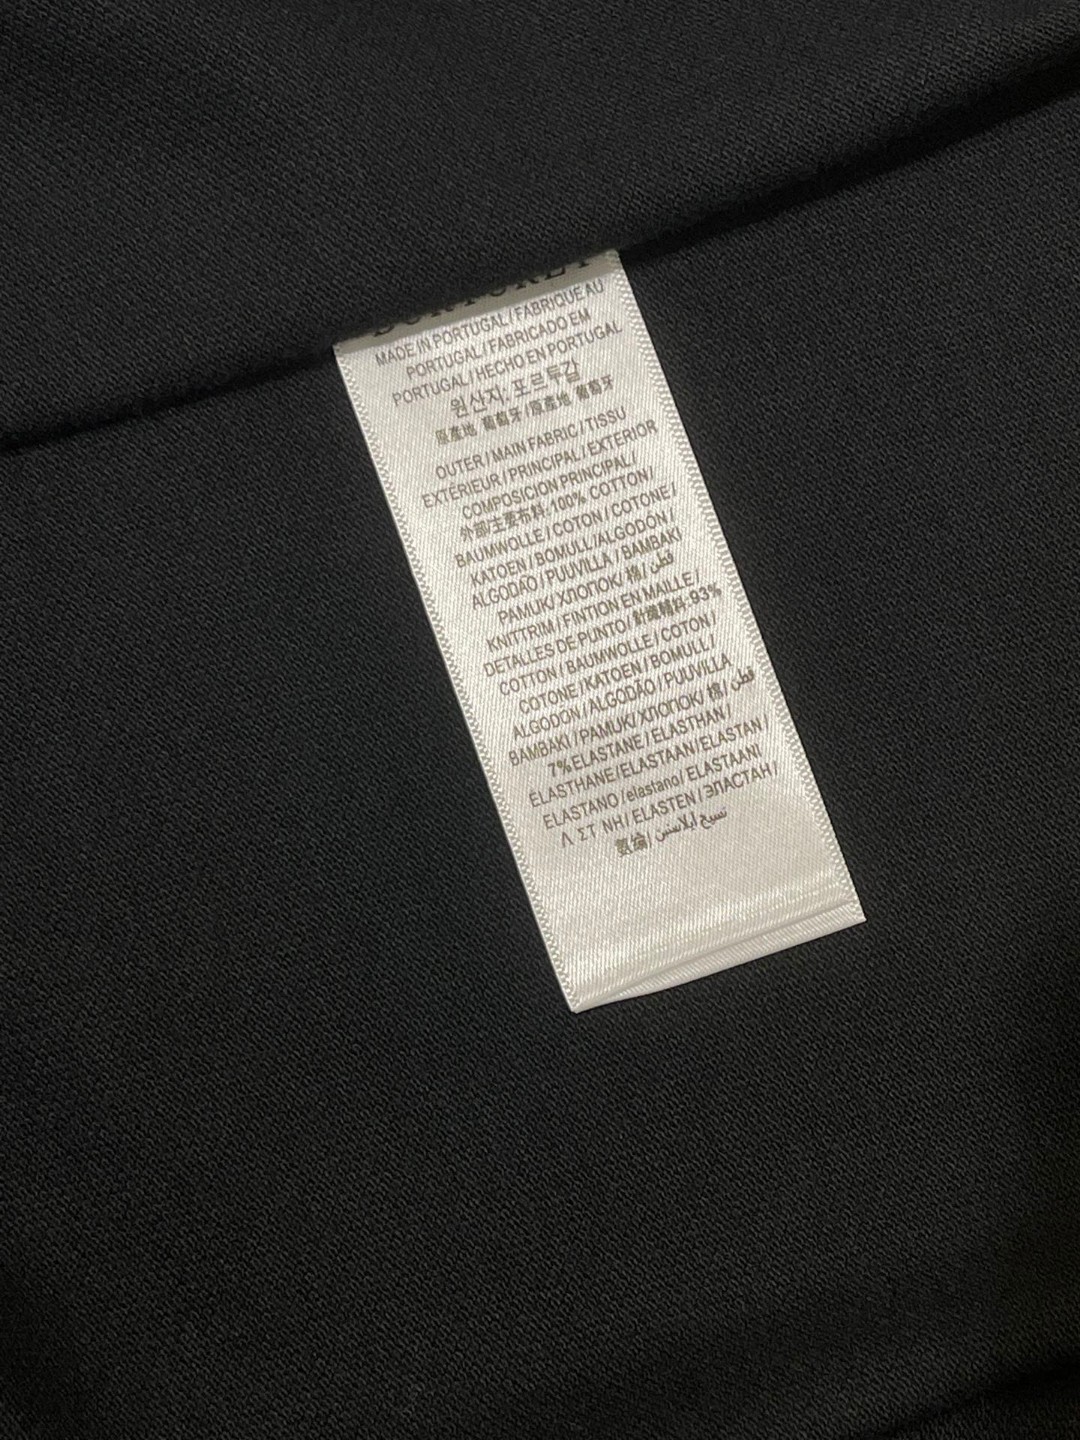 MADE IN PORTUGAL / FABRIQUE AU
PORTUGAL / FABRICADO EM
PORTUGAL / HECHO EN PORTUGAL
원산지: 포르투갈
原產地 葡萄牙 / 原產地 葡萄牙
OUTER / MAIN FABRIC / TISSU
EXTÉRIEUR / PRINCIPAL / EXTERIOR
COMPOSICION PRINCIPAL /
外部主要布料: 100% COTTON /
BAUMWOLLE / COTON / COTONE /
KATOEN / BOMULL /ALGODÓN /
ALGODÃO / PUUVILLA / BAMBAKI
PAMUK/ ХЛОПОК/ 棉/ قطن
KNITTRIM / FINTION EN MAILLE /
DETALLES DE PUNTO/ 針織輔料: 93%
COTTON / BAUMWOLLE / COTON /
COTONE / KATOEN / BOMULL /
ALGODON / ALGODÃO / PUUVILLA
BAMBAKI / PAMUK/ ХЛОПОК/ 棉/ قطن
7% ELASTANE / ELASTHAN /
ÉLASTHANE / ELASTAAN / ELASTAN /
ELASTANO / elastano/ ELASTAANI
Λ ΣΤ NH / ELASTEN / ЭЛАСТАН /
氨綸/ نسيج ايلاستين